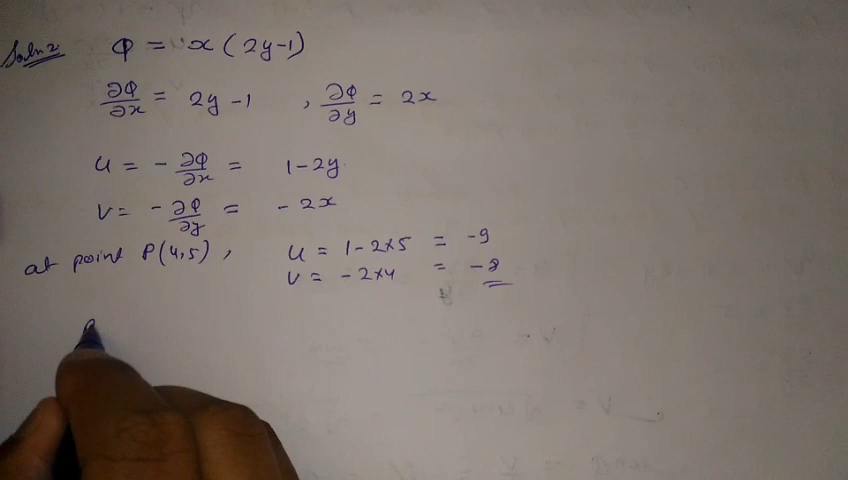 Soln 2 φ = x (2y-1)
∂φ/∂x = 2y-1 , ∂φ/∂y = 2x
u = - ∂φ/∂x = 1-2y
v = - ∂φ/∂y = - 2x
at point P(4,5) , u = 1-2×5 = -9
v = -2×4 = -8